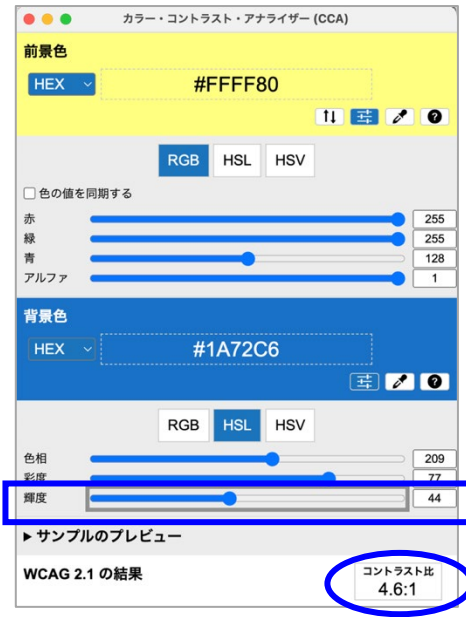 カラー・コントラスト・アナライザー (CCA)
前景色
HEX #FFFF80
RGB HSL HSV
色の値を同期する
赤 255
緑 255
青 128
アルファ 1
背景色
HEX #1A72C6
RGB HSL HSV
色相 209
彩度 77
輝度 44
▶ サンプルのプレビュー
WCAG 2.1 の結果
コントラスト比
4.6:1